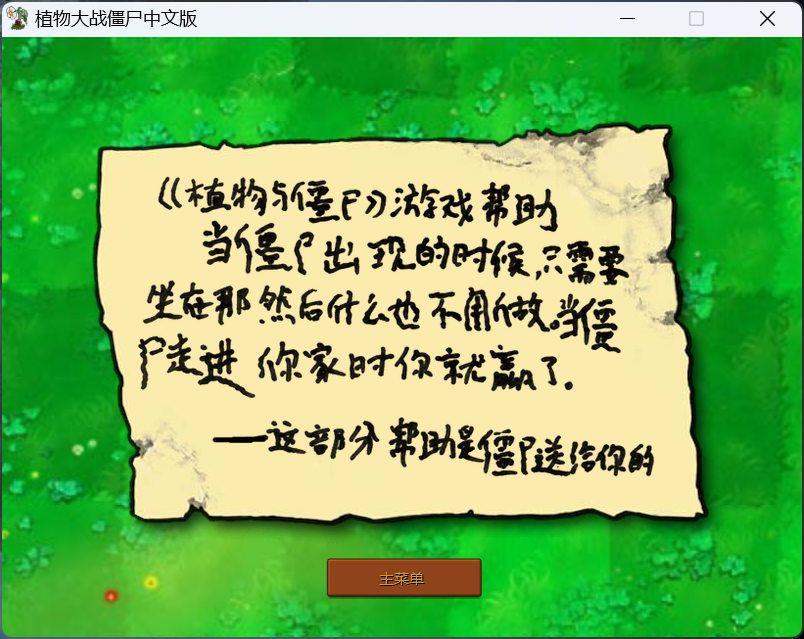 植物大战僵尸中文版
《植物与僵尸》游戏帮助
当僵尸出现的时候,只需要
坐在那然后什么也不用做。当僵
尸走进你家时你就赢了。
——这部分帮助是僵尸送给你的
主菜单